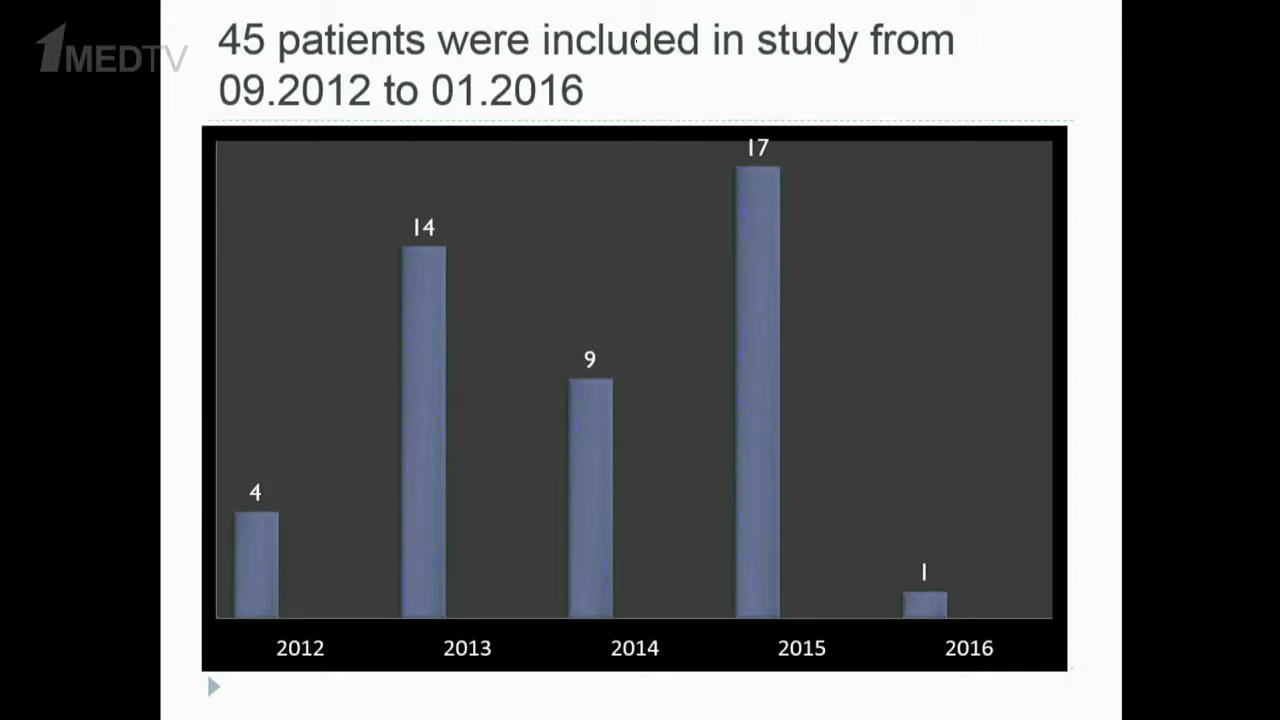 1MEDTV
45 patients were included in study from
09.2012 to 01.2016
17
14
9
4
1
2012 2013 2014 2015 2016